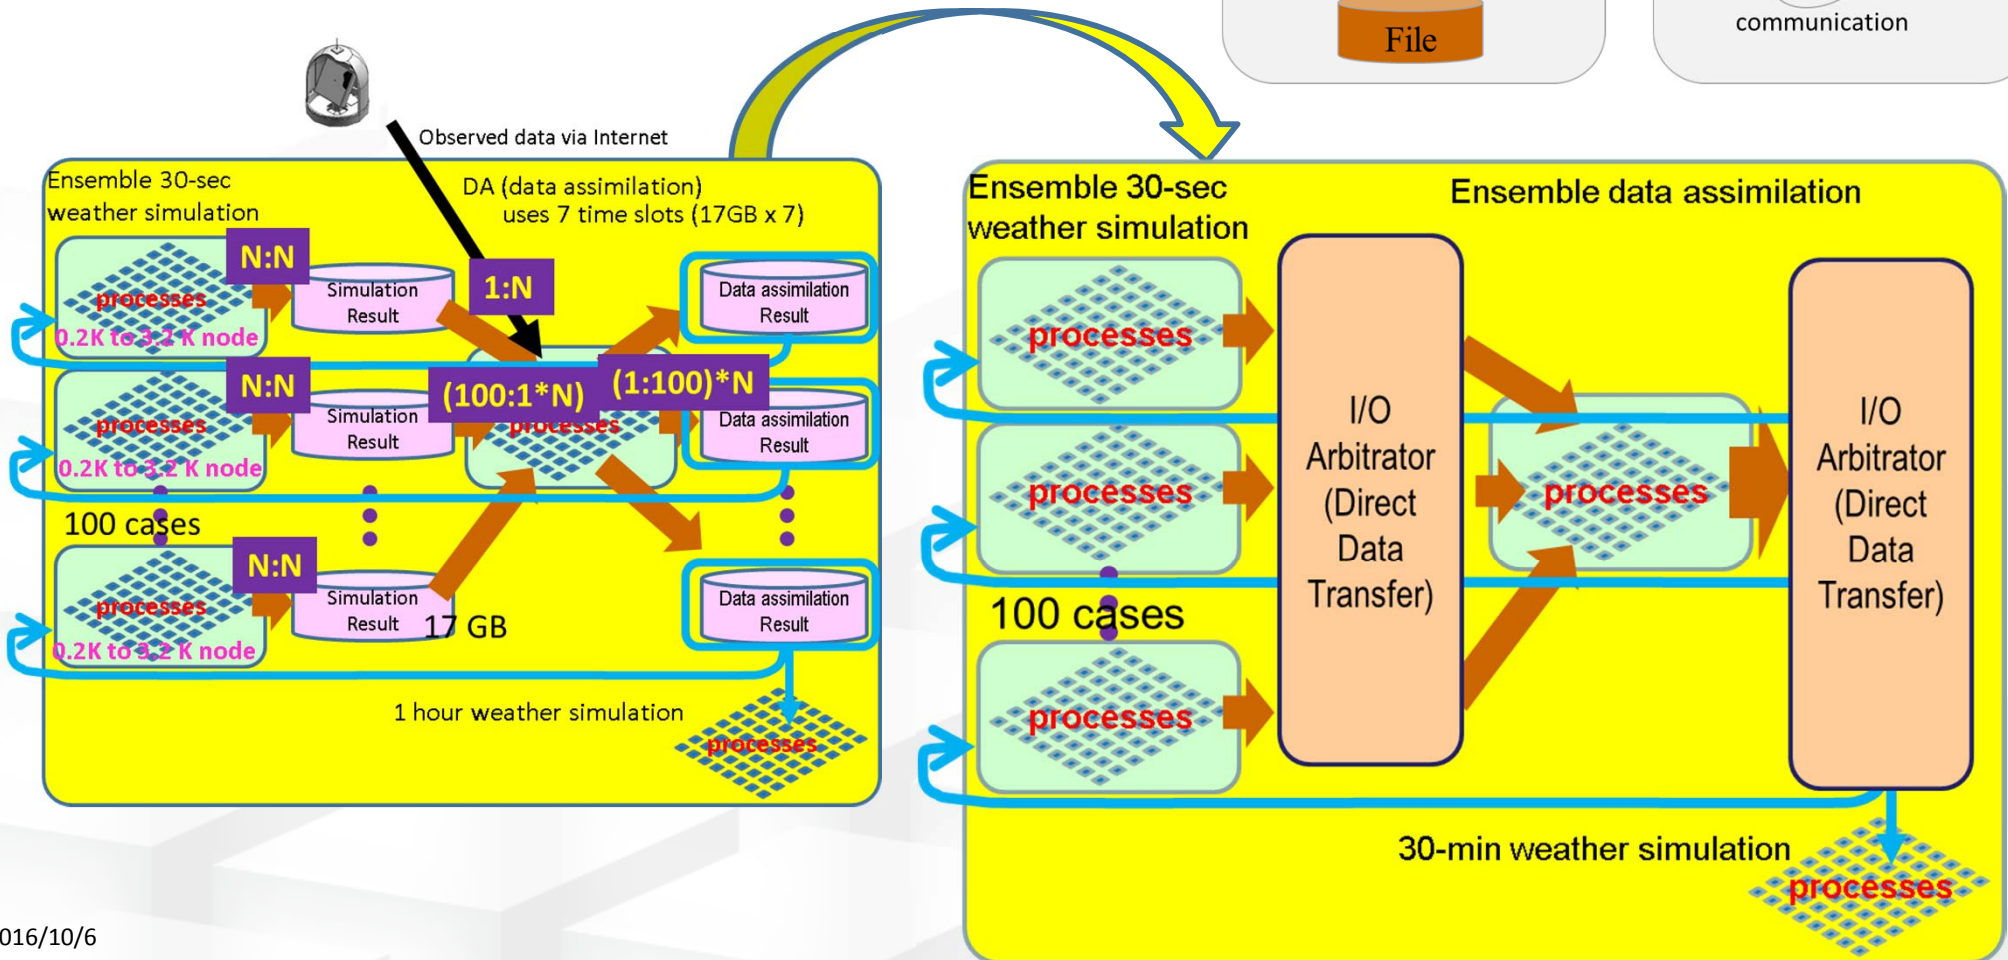 File
communication
Observed data via Internet
Ensemble 30-sec
weather simulation
DA (data assimilation)
uses 7 time slots (17GB x 7)
N:N
processes
0.2K to 3.2 K node
Simulation
Result
1:N
Data assimilation
Result
N:N
processes
0.2K to 3.2 K node
Simulation
Result
(100:1*N)
(1:100)*N
processes
Data assimilation
Result
100 cases
N:N
processes
0.2K to 3.2 K node
Simulation
Result
17 GB
Data assimilation
Result
1 hour weather simulation
processes
Ensemble 30-sec
weather simulation
Ensemble data assimilation
processes
processes
100 cases
processes
I/O
Arbitrator
(Direct
Data
Transfer)
processes
I/O
Arbitrator
(Direct
Data
Transfer)
30-min weather simulation
processes
016/10/6